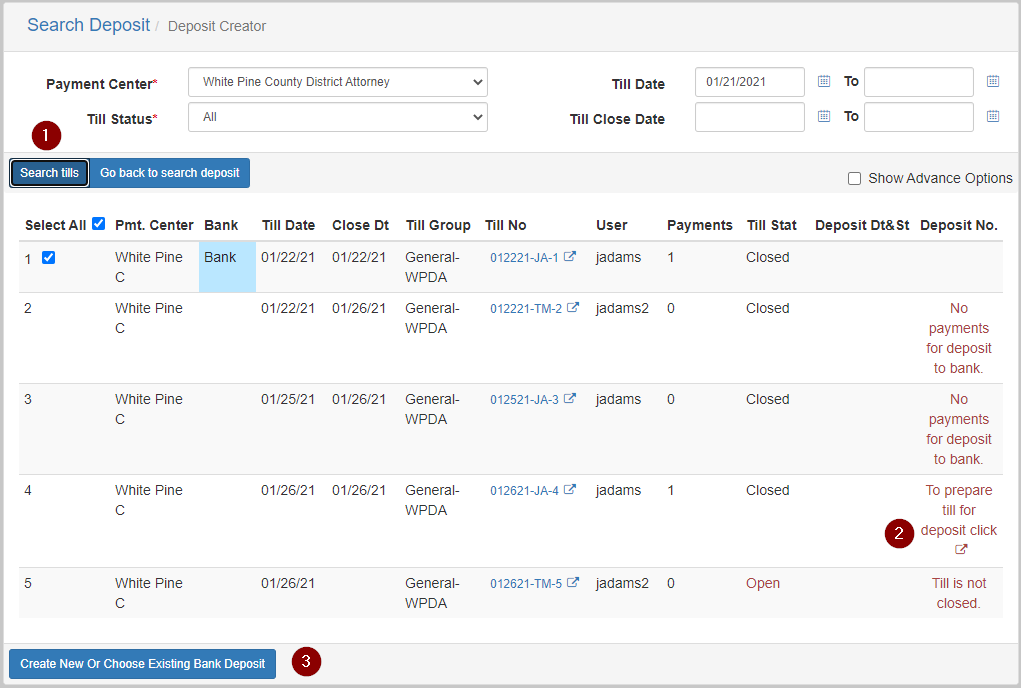 Search Deposit / Deposit Creator
Payment Center* White Pine County District Attorney Till Date 01/21/2021 To
Till Status* All Till Close Date To
1
Search tills Go back to search deposit
Show Advance Options
Select All Pmt. Center Bank Till Date Close Dt Till Group Till No User Payments Till Stat Deposit Dt&St Deposit No.
1 White Pine Bank 01/22/21 01/22/21 General- 012221-JA-1 jadams 1 Closed
C WPDA
2 White Pine 01/22/21 01/26/21 General- 012221-TM-2 jadams2 0 Closed No
C WPDA payments
for deposit
to bank.
3 White Pine 01/25/21 01/26/21 General- 012521-JA-3 jadams 0 Closed No
C WPDA payments
for deposit
to bank.
4 White Pine 01/26/21 01/26/21 General- 012621-JA-4 jadams 1 Closed To prepare
C WPDA till for
2 deposit click
5 White Pine 01/26/21 General- 012621-TM-5 jadams2 0 Open Till is not
C WPDA closed.
Create New Or Choose Existing Bank Deposit 3